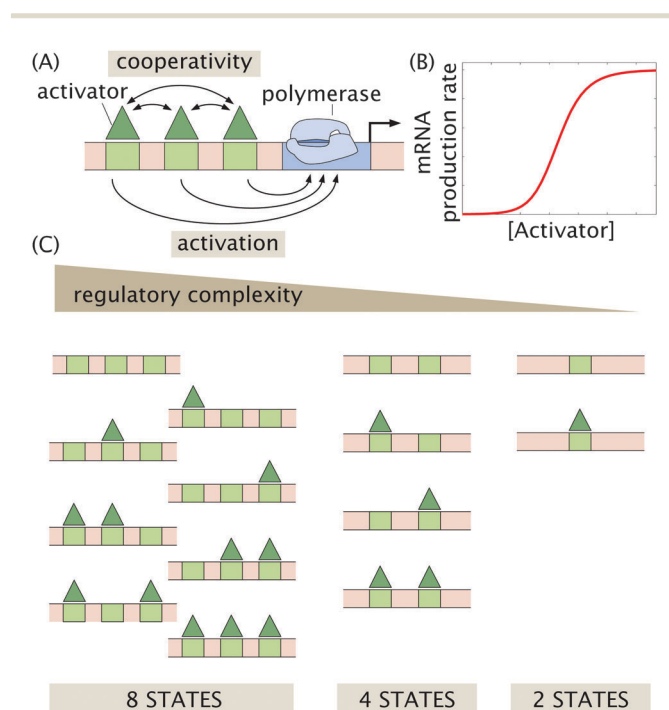 (A)
cooperativity
activator
polymerase
activation
(B)
mRNA
production rate
[Activator]
(C)
regulatory complexity
8 STATES
4 STATES
2 STATES